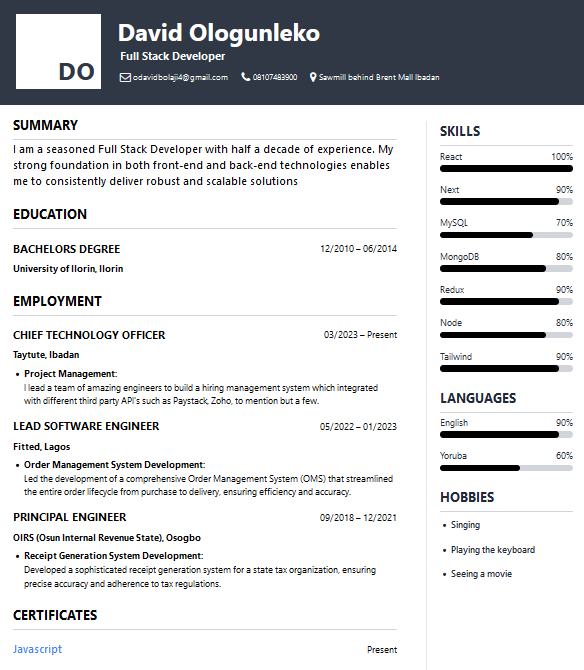 DO
David Ologunleko
Full Stack Developer
odavidbolaji4@gmail.com 08107483900 Sawmill behind Brent Mall Ibadan
SUMMARY
I am a seasoned Full Stack Developer with half a decade of experience. My
strong foundation in both front-end and back-end technologies enables
me to consistently deliver robust and scalable solutions
EDUCATION
BACHELORS DEGREE 12/2010 – 06/2014
University of Ilorin, Ilorin
EMPLOYMENT
CHIEF TECHNOLOGY OFFICER 03/2023 – Present
Taytute, Ibadan
• Project Management:
I lead a team of amazing engineers to build a hiring management system which integrated
with different third party API's such as Paystack, Zoho, to mention but a few.
LEAD SOFTWARE ENGINEER 05/2022 – 01/2023
Fitted, Lagos
• Order Management System Development:
Led the development of a comprehensive Order Management System (OMS) that streamlined
the entire order lifecycle from purchase to delivery, ensuring efficiency and accuracy.
PRINCIPAL ENGINEER 09/2018 – 12/2021
OIRS (Osun Internal Revenue State), Osogbo
• Receipt Generation System Development:
Developed a sophisticated receipt generation system for a state tax organization, ensuring
precise accuracy and adherence to tax regulations.
CERTIFICATES
Javascript Present
SKILLS
React 100%
Next 90%
MySQL 70%
MongoDB 80%
Redux 90%
Node 80%
Tailwind 90%
LANGUAGES
English 90%
Yoruba 60%
HOBBIES
• Singing
• Playing the keyboard
• Seeing a movie